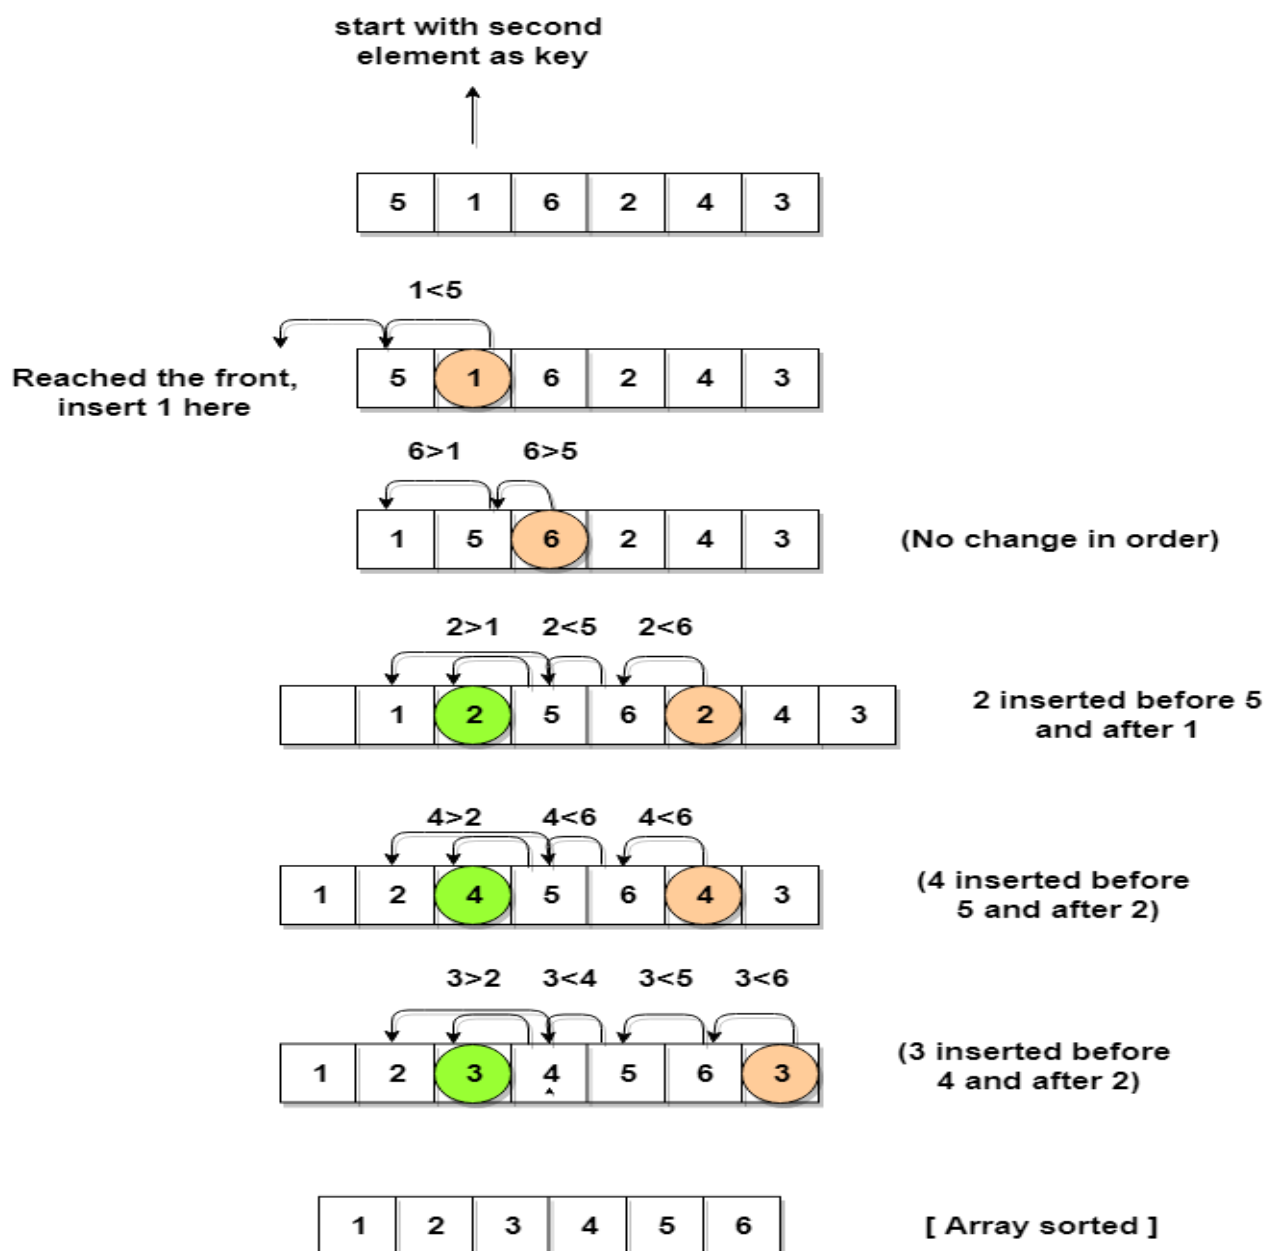 start with second
element as key
5 1 6 2 4 3
1<5
5 1 6 2 4 3
Reached the front,
insert 1 here
6>1 6>5
1 5 6 2 4 3
(No change in order)
2>1 2<5 2<6
1 2 5 6 2 4 3
2 inserted before 5
and after 1
4>2 4<6 4<6
1 2 4 5 6 4 3
(4 inserted before
5 and after 2)
3>2 3<4 3<5 3<6
1 2 3 4 5 6 3
(3 inserted before
4 and after 2)
1 2 3 4 5 6
[ Array sorted ]